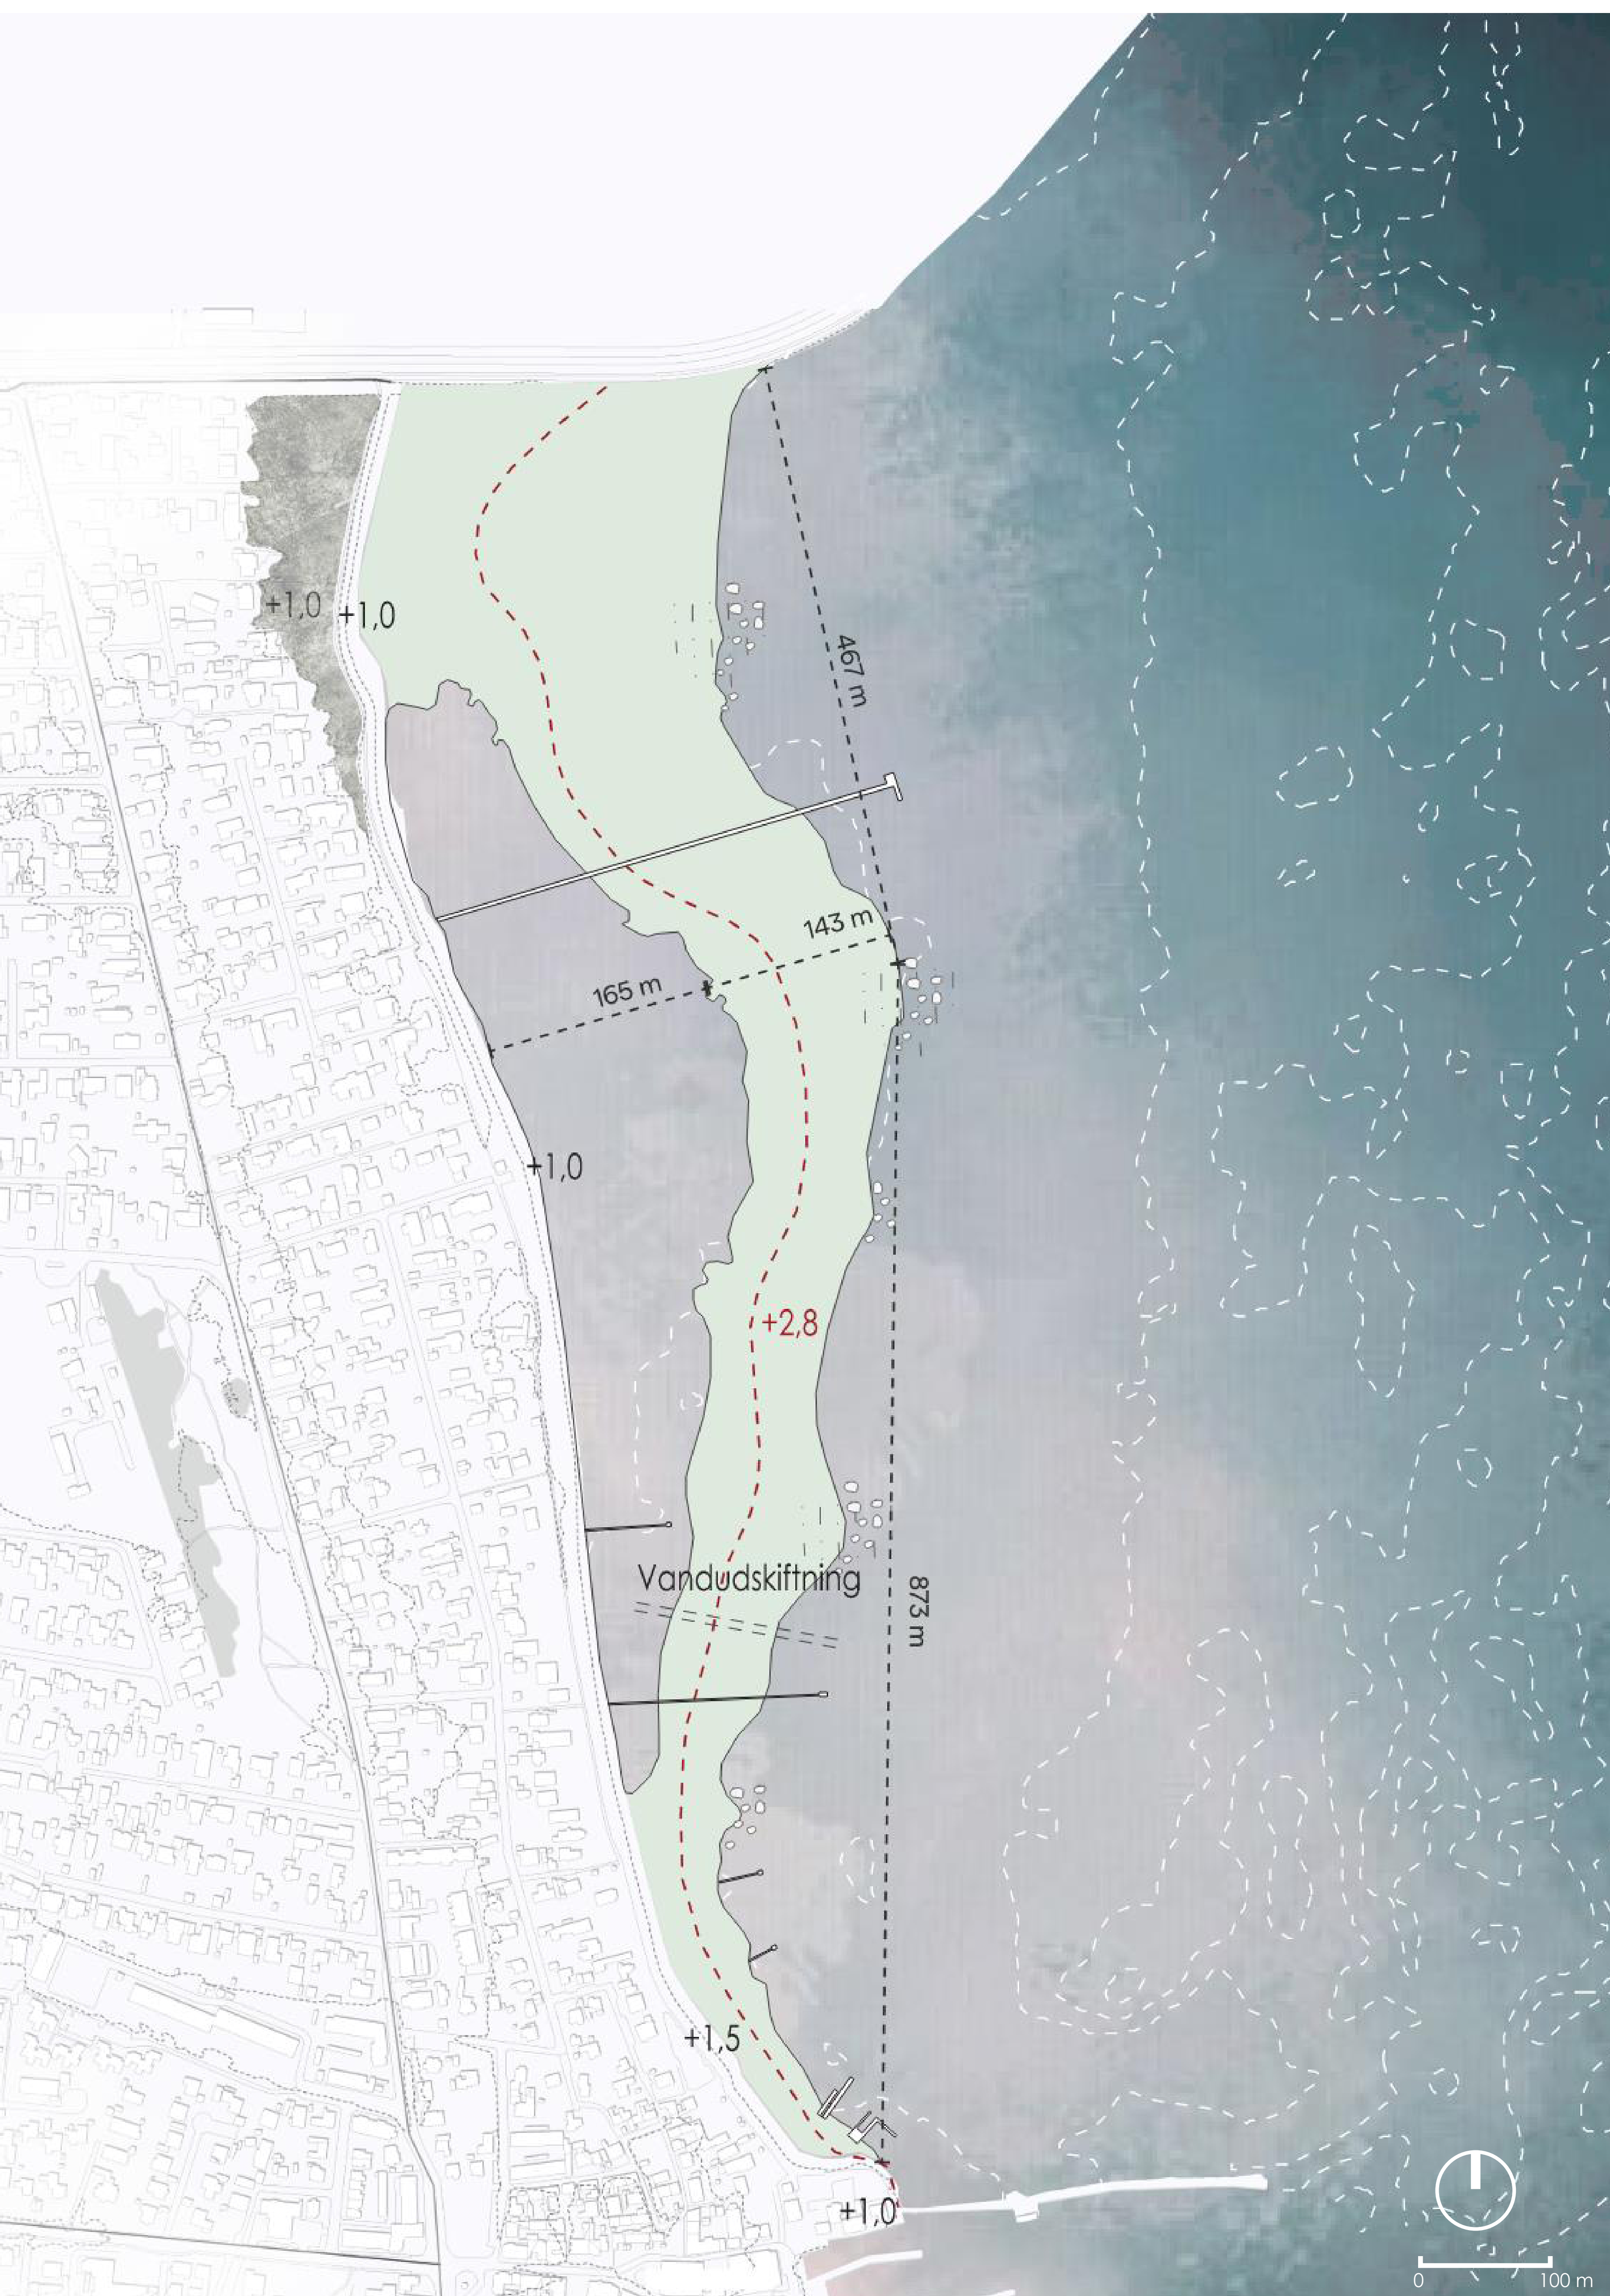 +1,0
+1,0
467 m
143 m
165 m
+1,0
+2,8
Vandudskiftning
873 m
+1,5
+1,0
0
100 m